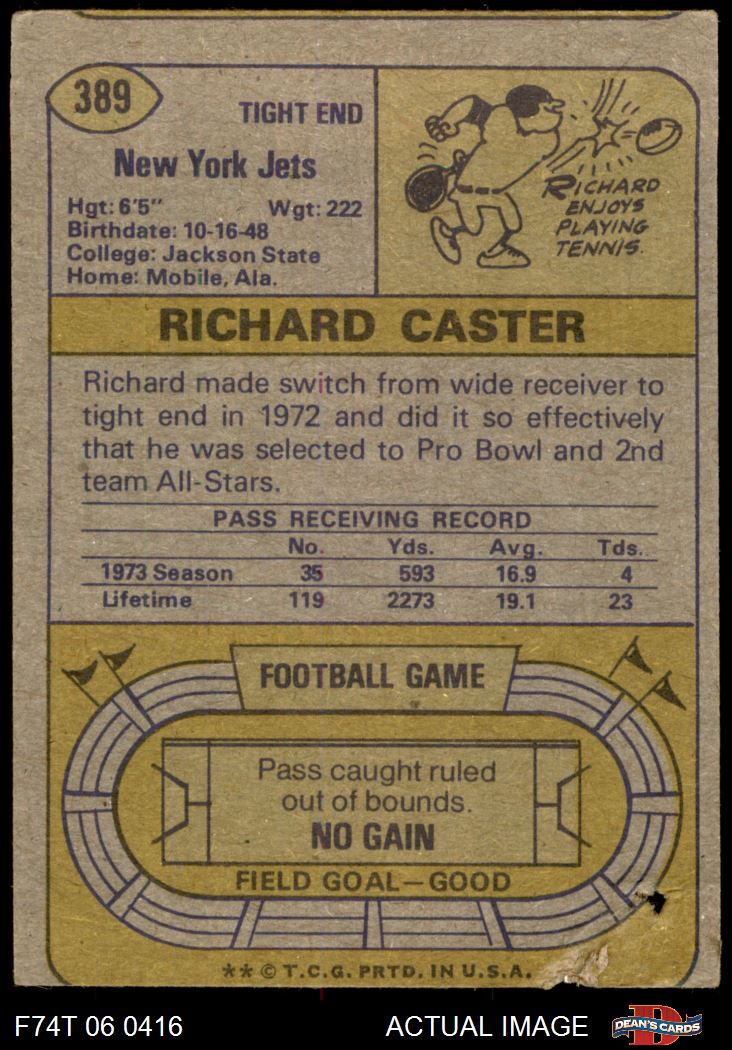 389
TIGHT END
New York Jets
Hgt: 6'5" Wgt: 222
Birthdate: 10-16-48
College: Jackson State
Home: Mobile, Ala.
RICHARD
ENJOYS
PLAYING
TENNIS.
RICHARD CASTER
Richard made switch from wide receiver to
tight end in 1972 and did it so effectively
that he was selected to Pro Bowl and 2nd
team All-Stars.
PASS RECEIVING RECORD
No. Yds. Avg. Tds.
1973 Season 35 593 16.9 4
Lifetime 119 2273 19.1 23
FOOTBALL GAME
Pass caught ruled
out of bounds.
NO GAIN
FIELD GOAL—GOOD
** © T.C.G. PRTD. IN U.S.A.
F74T 06 0416 ACTUAL IMAGE DEAN'S CARDS